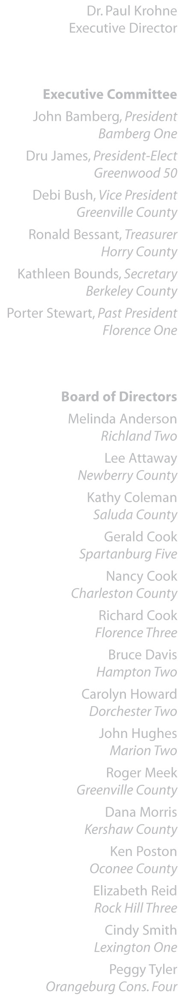 Dr. Paul Krohne
Executive Director
Executive Committee
John Bamberg, President
Bamberg One
Dru James, President-Elect
Greenwood 50
Debi Bush, Vice President
Greenville County
Ronald Bessant, Treasurer
Horry County
Kathleen Bounds, Secretary
Berkeley County
Porter Stewart, Past President
Florence One
Board of Directors
Melinda Anderson
Richland Two
Lee Attaway
Newberry County
Kathy Coleman
Saluda County
Gerald Cook
Spartanburg Five
Nancy Cook
Charleston County
Richard Cook
Florence Three
Bruce Davis
Hampton Two
Carolyn Howard
Dorchester Two
John Hughes
Marion Two
Roger Meek
Greenville County
Dana Morris
Kershaw County
Ken Poston
Oconee County
Elizabeth Reid
Rock Hill Three
Cindy Smith
Lexington One
Peggy Tyler
Orangeburg Cons. Four